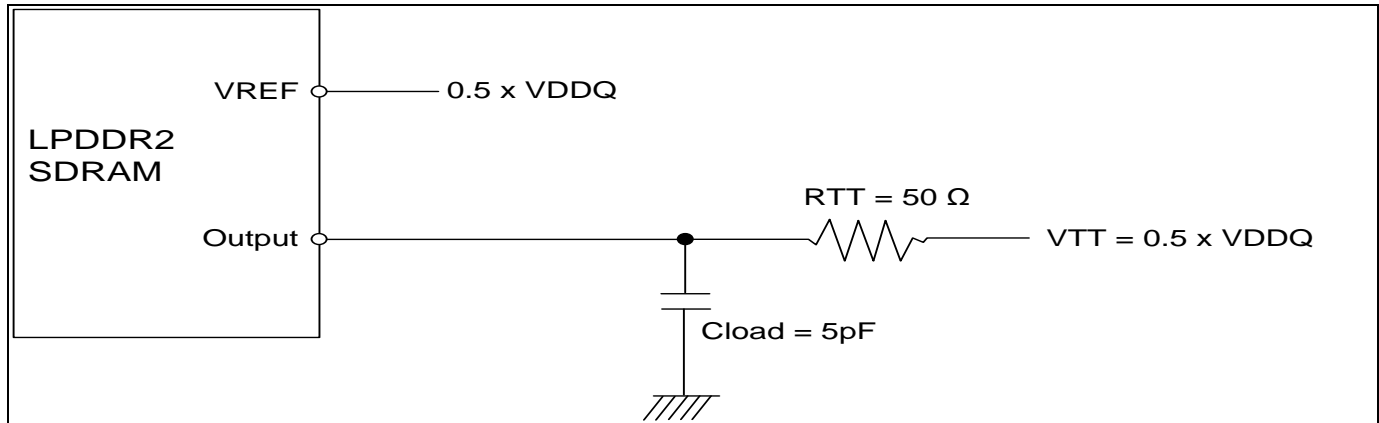 VREF
0.5 x VDDQ
LPDDR2
SDRAM
RTT = 50 Ω
Output
VTT = 0.5 x VDDQ
Cload = 5pF